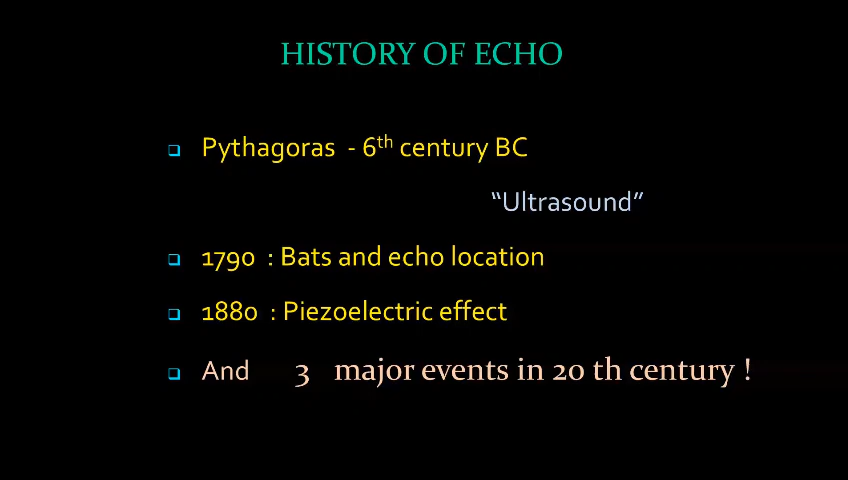 HISTORY OF ECHO
Pythagoras - 6th century BC
“Ultrasound”
1790 : Bats and echo location
1880 : Piezoelectric effect
And 3 major events in 20 th century !